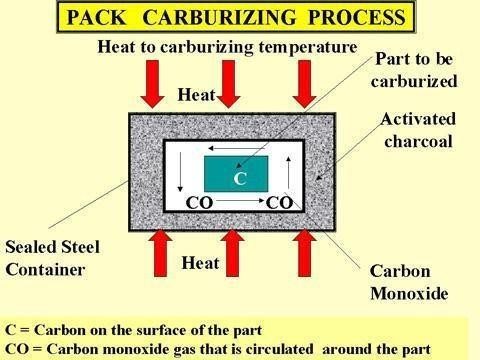 PACK CARBURIZING PROCESS
Heat to carburizing temperature
Part to be
carburized
Heat
Activated
charcoal
C
CO CO
Sealed Steel
Container
Heat
Carbon
Monoxide
C = Carbon on the surface of the part
CO = Carbon monoxide gas that is circulated around the part